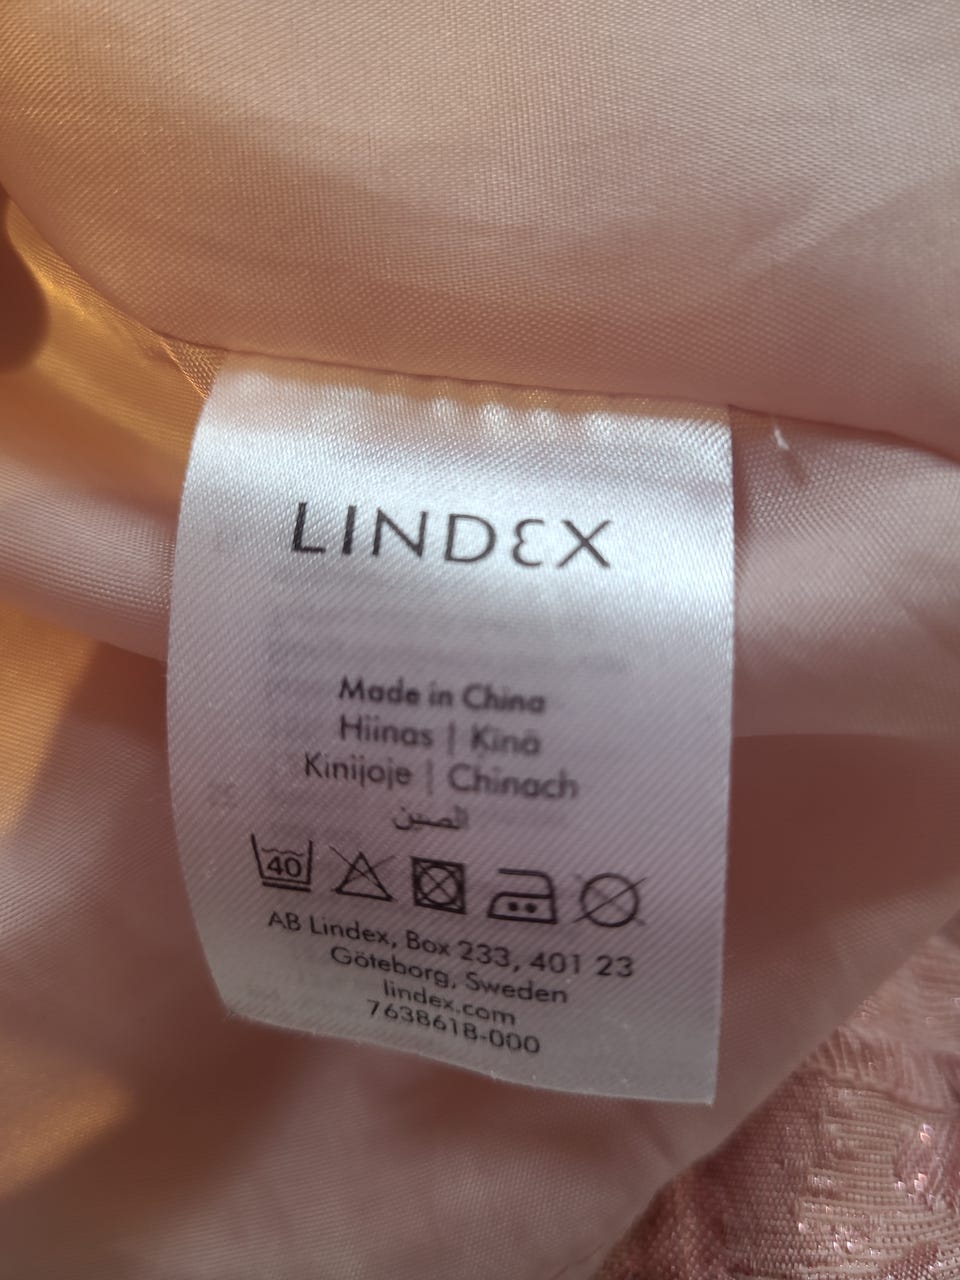 LINDEX
Made in China
Hiinas | Ķīnā
Kinijoje | Chinach
الصين
40
AB Lindex, Box 233, 401 23
Göteborg, Sweden
lindex.com
7638618-000